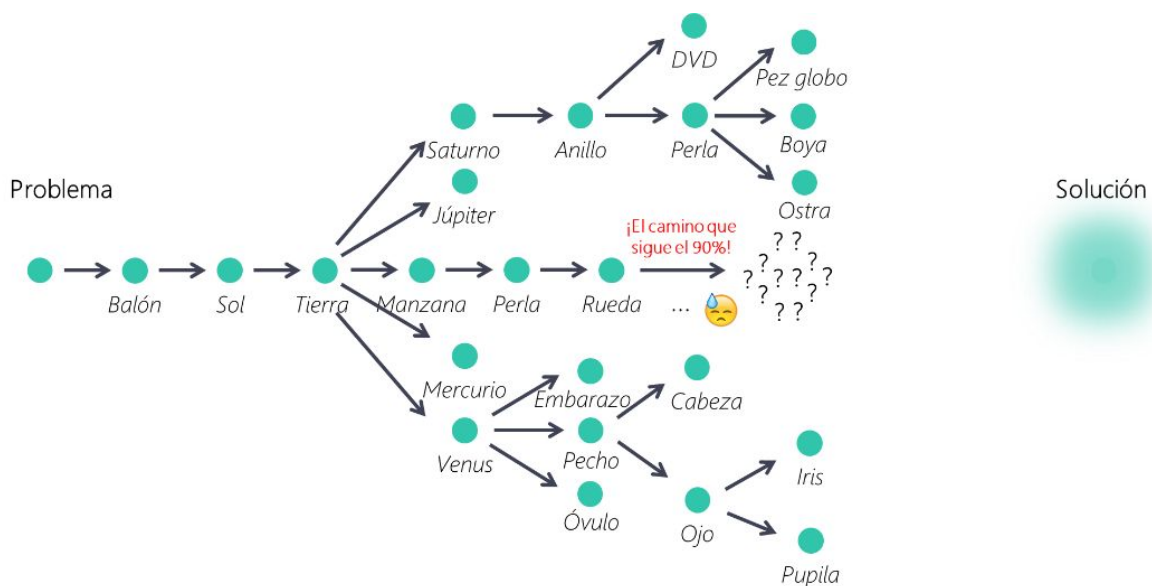 DVD
Pez globo
Saturno
Anillo
Perla
Boya
Problema
Solución
Júpiter
Ostra
¡El camino que
sigue el 90%!
? ?
? ?
? ? ? ? ?
? ?
? ?
Balón
Sol
Tierra
Manzana
Perla
Rueda
...
Mercurio
Embarazo
Cabeza
Venus
Pecho
Iris
Óvulo
Ojo
Pupila